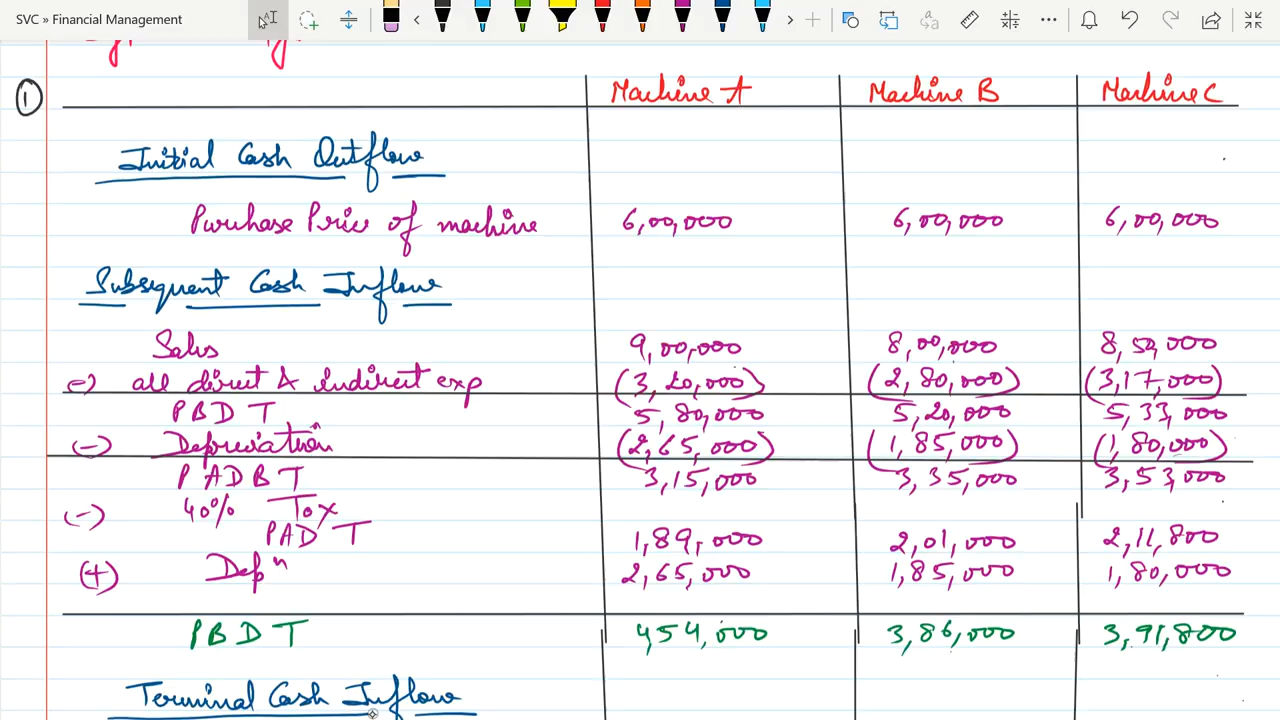 SVC » Financial Management
① Machine A Machine B Machine C
Initial Cash Outflow
Purchase Price of machine 6,00,000 6,00,000 6,00,000
Subsequent Cash Inflow
Sales 9,00,000 8,00,000 8,50,000
(-) all direct & indirect exp (3,20,000) (2,80,000) (3,17,000)
PBDT 5,80,000 5,20,000 5,33,000
(-) Depreciation (2,65,000) (1,85,000) (1,80,000)
PADBT 3,15,000 3,35,000 3,53,000
(-) 40% Tax
PADT 1,89,000 2,01,000 2,11,800
(+) Depn 2,65,000 1,85,000 1,80,000
PBDT 4,54,000 3,86,000 3,91,800
Terminal Cash Inflow